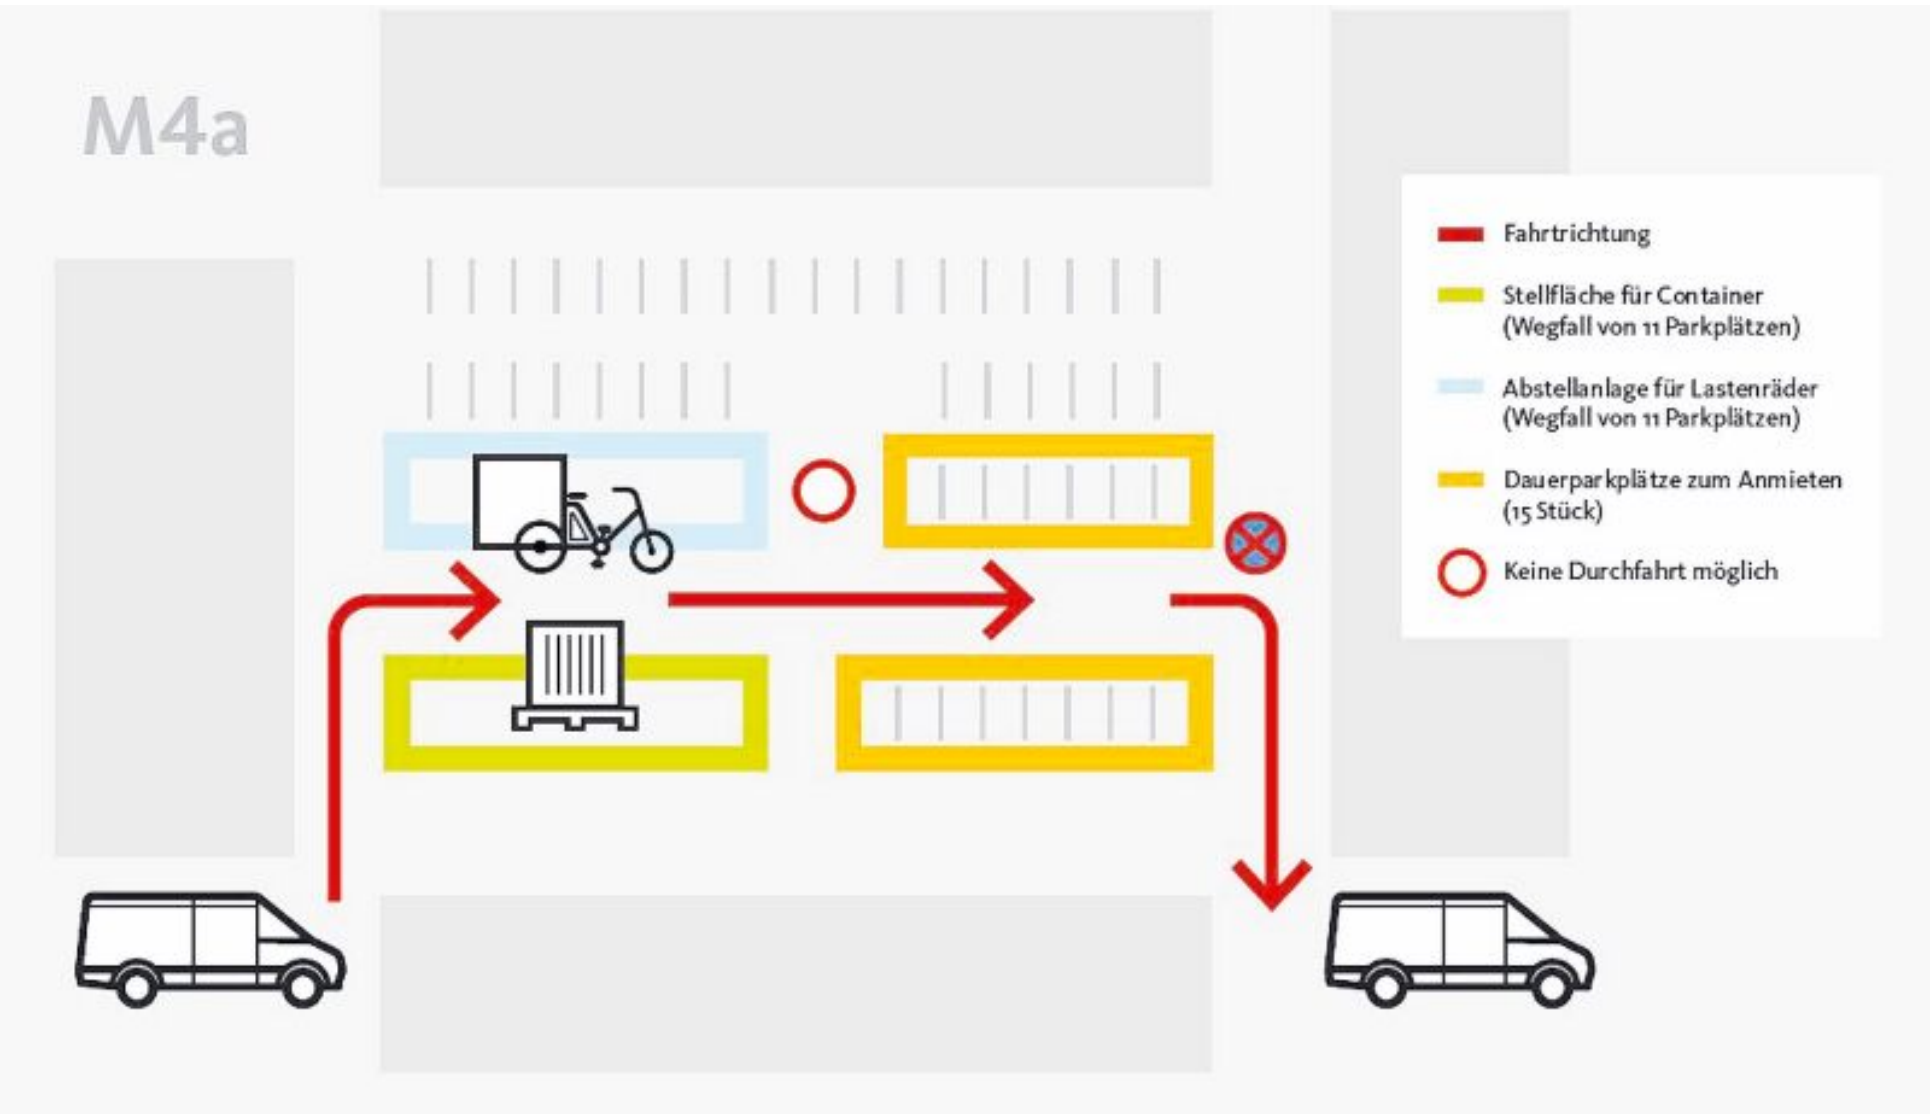 M4a
Fahrtrichtung
Stellfläche für Container
(Wegfall von 11 Parkplätzen)
Abstellanlage für Lastenräder
(Wegfall von 11 Parkplätzen)
Dauerparkplätze zum Anmieten
(15 Stück)
Keine Durchfahrt möglich